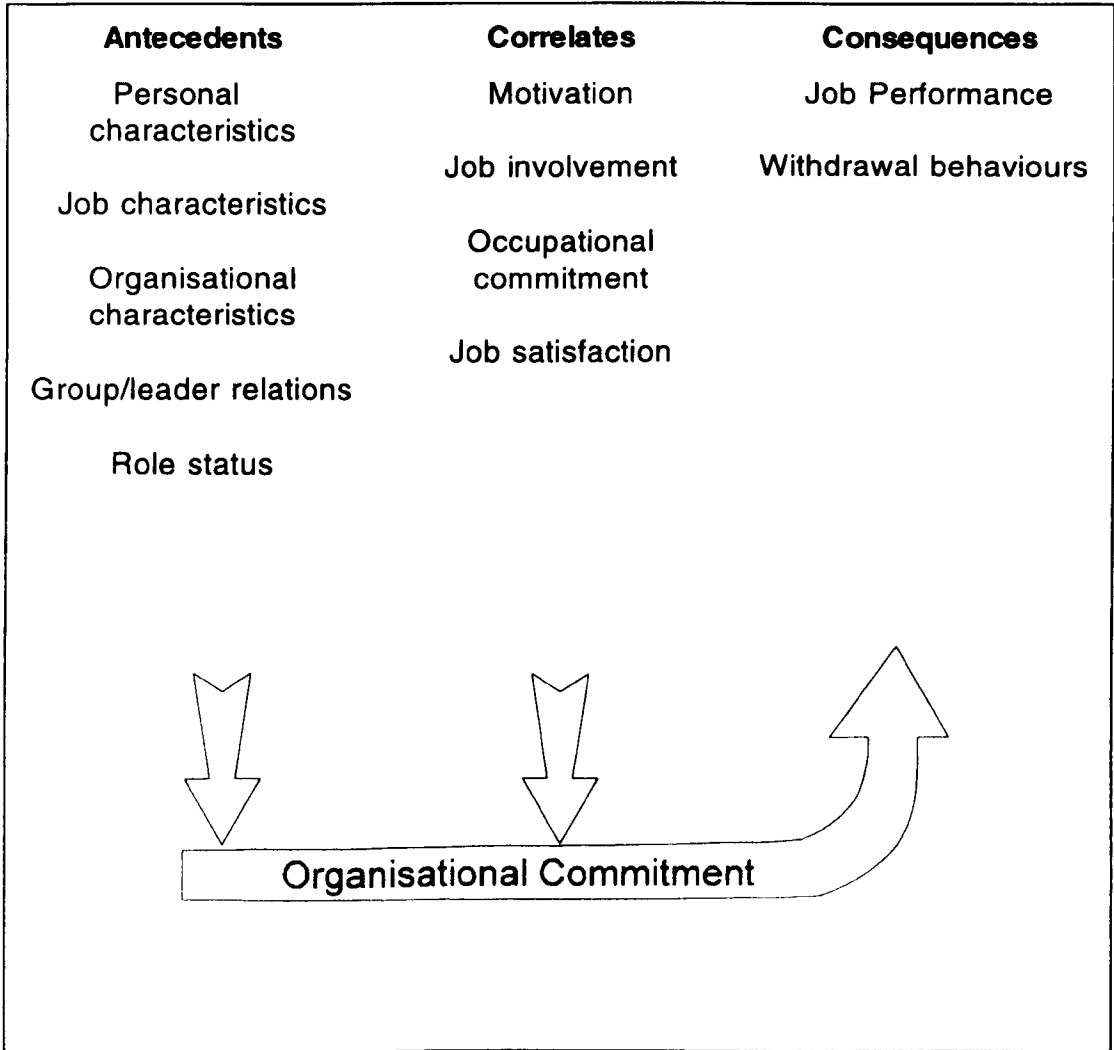 Antecedents
Personal
characteristics
Job characteristics
Organisational
characteristics
Group/leader relations
Role status
Correlates
Motivation
Job involvement
Occupational
commitment
Job satisfaction
Consequences
Job Performance
Withdrawal behaviours
Organisational Commitment